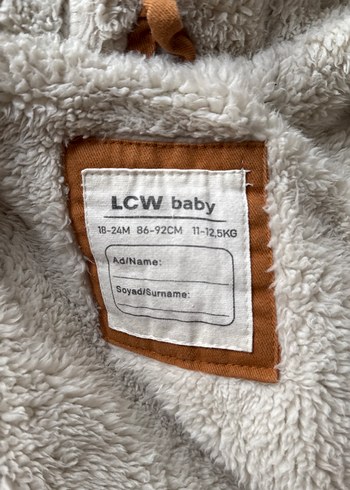 LCW baby
18-24M 86-92CM 11-12,5KG
Ad/Name:
Soyad/Surname: